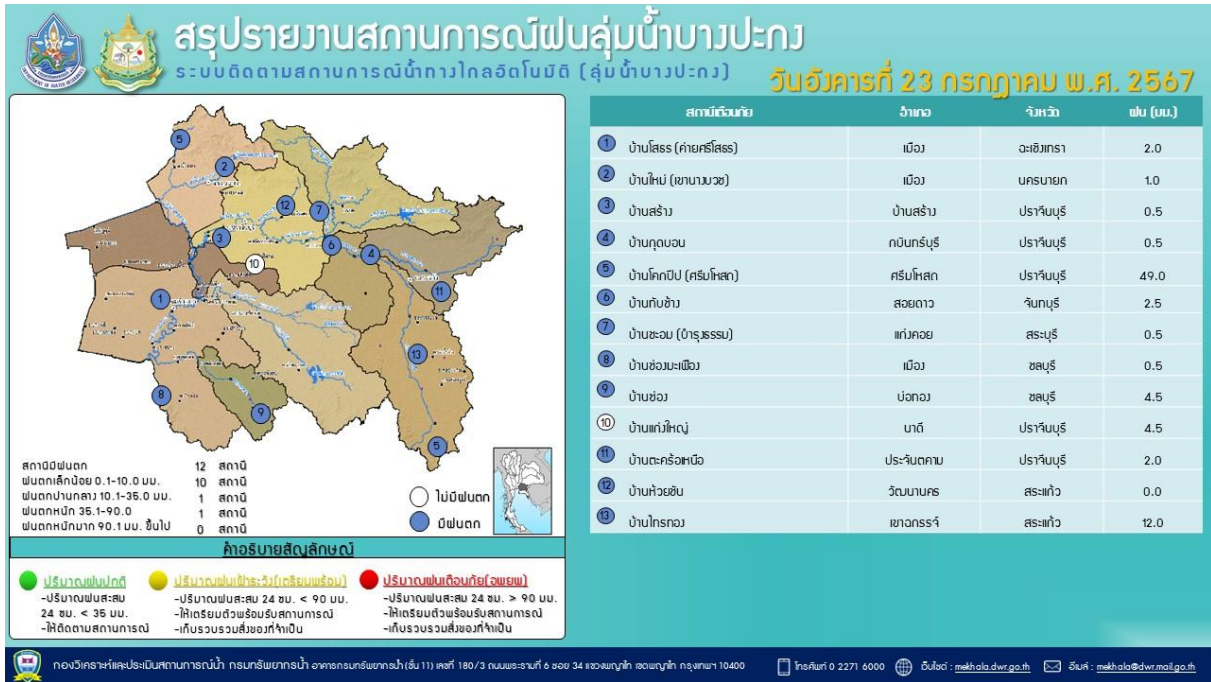 สรุปรายงานสถานการณ์ฝนลุ่มน้ำบางปะกง
ระบบติดตามสถานการณ์น้ำทางไกลอัตโนมัติ (ลุ่มน้ำบางปะกง)
วันอังคารที่ 23 กรกฎาคม พ.ศ. 2567
5
2
12
7
3
6
4
10
11
1
13
8
9
5
สถานีมีฝนตก 12 สถานี
ฝนตกเล็กน้อย 0.1-10.0 มม. 10 สถานี
ฝนตกปานกลาง 10.1-35.0 มม. 1 สถานี
ฝนตกหนัก 35.1-90.0 1 สถานี
ฝนตกหนักมาก 90.1 มม. ขึ้นไป 0 สถานี
ไม่มีฝนตก
มีฝนตก
คำอธิบายสัญลักษณ์
ปริมาณฝนปกติ
-ปริมาณฝนสะสม
24 ชม. < 35 มม.
-ให้ติดตามสถานการณ์
ปริมาณฝนเฝ้าระวัง(เตรียมพร้อม)
-ปริมาณฝนสะสม 24 ชม. < 90 มม.
-ให้เตรียมตัวพร้อมรับสถานการณ์
-เก็บรวบรวมสิ่งของที่จำเป็น
ปริมาณฝนเตือนภัย(อพยพ)
-ปริมาณฝนสะสม 24 ชม. > 90 มม.
-ให้เตรียมตัวพร้อมรับสถานการณ์
-เก็บรวบรวมสิ่งของที่จำเป็น
สถานีเตือนภัย อำเภอ จังหวัด ฝน (มม.)
1 บ้านโสธร (ค่ายศรีโสธร) เมือง ฉะเชิงเทรา 2.0
2 บ้านใหม่ (เขานางบวช) เมือง นครนายก 1.0
3 บ้านสร้าง บ้านสร้าง ปราจีนบุรี 0.5
4 บ้านกุดบอน กบินทร์บุรี ปราจีนบุรี 0.5
5 บ้านโคกปีป (ศรีมโหสถ) ศรีมโหสถ ปราจีนบุรี 49.0
6 บ้านทับช้าง สอยดาว จันทบุรี 2.5
7 บ้านชะอม (บำรุงธรรม) แก่งคอย สระบุรี 0.5
8 บ้านช่องมะเฟือง เมือง ชลบุรี 0.5
9 บ้านช่อง บ่อทอง ชลบุรี 4.5
10 บ้านแก่งใหญ่ นาดี ปราจีนบุรี 4.5
11 บ้านตะคร้อเหนือ ประจันตคาม ปราจีนบุรี 2.0
12 บ้านห้วยชัน วัฒนานคร สระแก้ว 0.0
13 บ้านไทรทอง เขาฉกรรจ์ สระแก้ว 12.0
กองวิเคราะห์และประเมินสถานการณ์น้ำ กรมทรัพยากรน้ำ อาคารกรมทรัพยากรน้ำ (ชั้น 11) เลขที่ 180/3 ถนนพระรามที่ 6 ซอย 34 แขวงพญาไท เขตพญาไท กรุงเทพฯ 10400 โทรศัพท์ 0 2271 6000 เว็บไซต์ : mekhala.dwr.go.th อีเมล์ : mekhala@dwr.mail.go.th